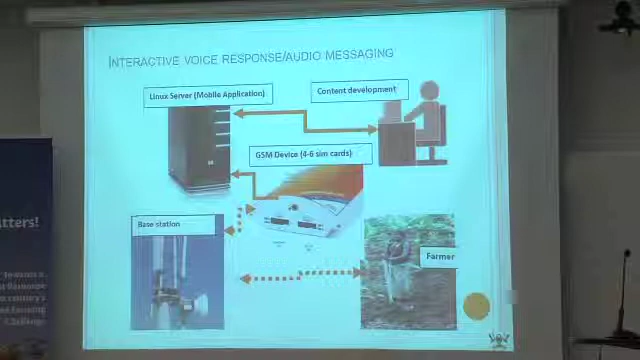 INTERACTIVE VOICE RESPONSE/AUDIO MESSAGING
Linux Server (Mobile Application)
Content development
GSM Device (4-6 sim cards)
Base station
Farmer
tters!